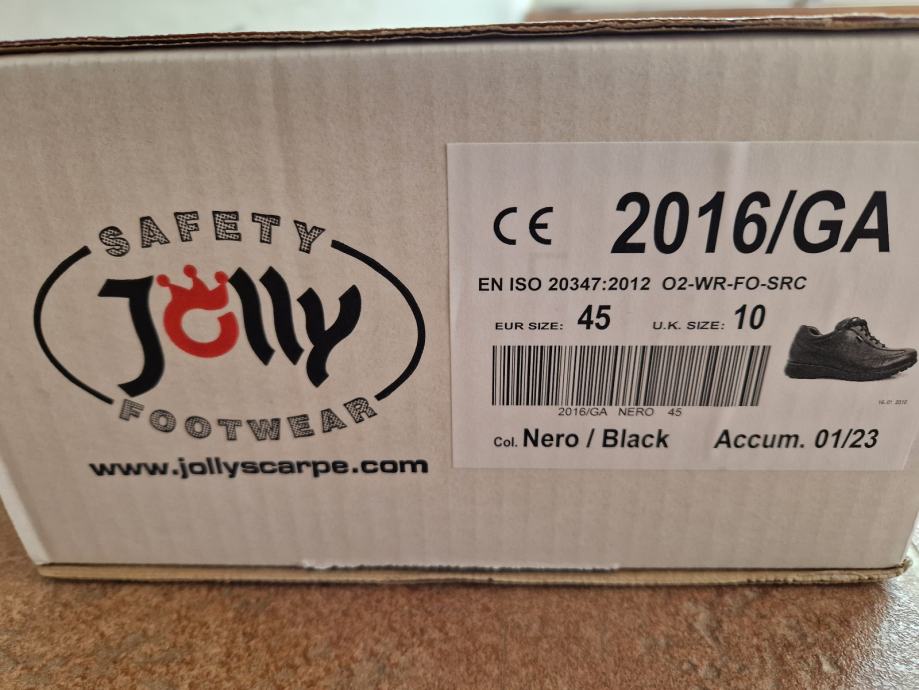 SAFETY
Jolly
FOOTWEAR
www.jollyscarpe.com
CE 2016/GA
EN ISO 20347:2012 O2-WR-FO-SRC
EUR SIZE: 45 U.K. SIZE: 10
2016/GA NERO 45
Col. Nero / Black Accum. 01/23